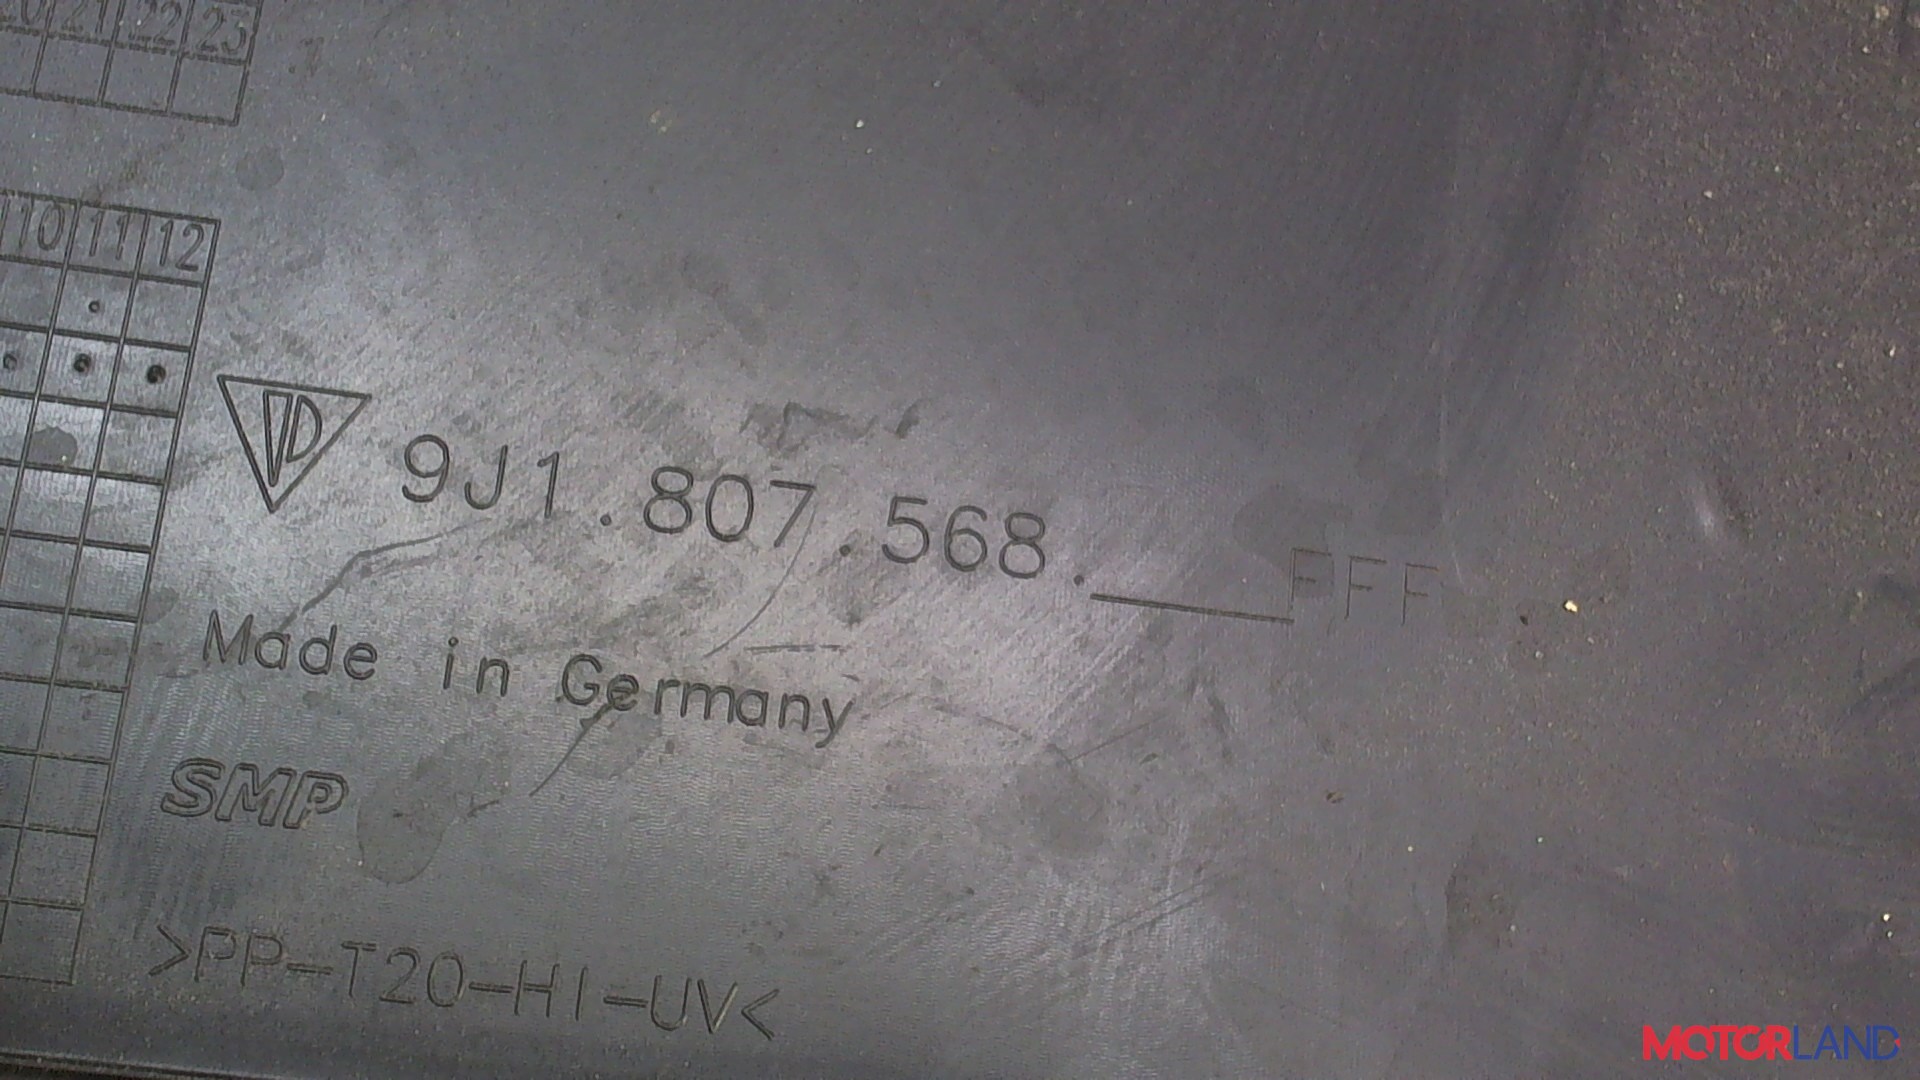 20 21 22 23
10 11 12
9J1.807.568.___FFF
Made in Germany
SMP
>PP-T20-HI-UV<
MOTORLAND